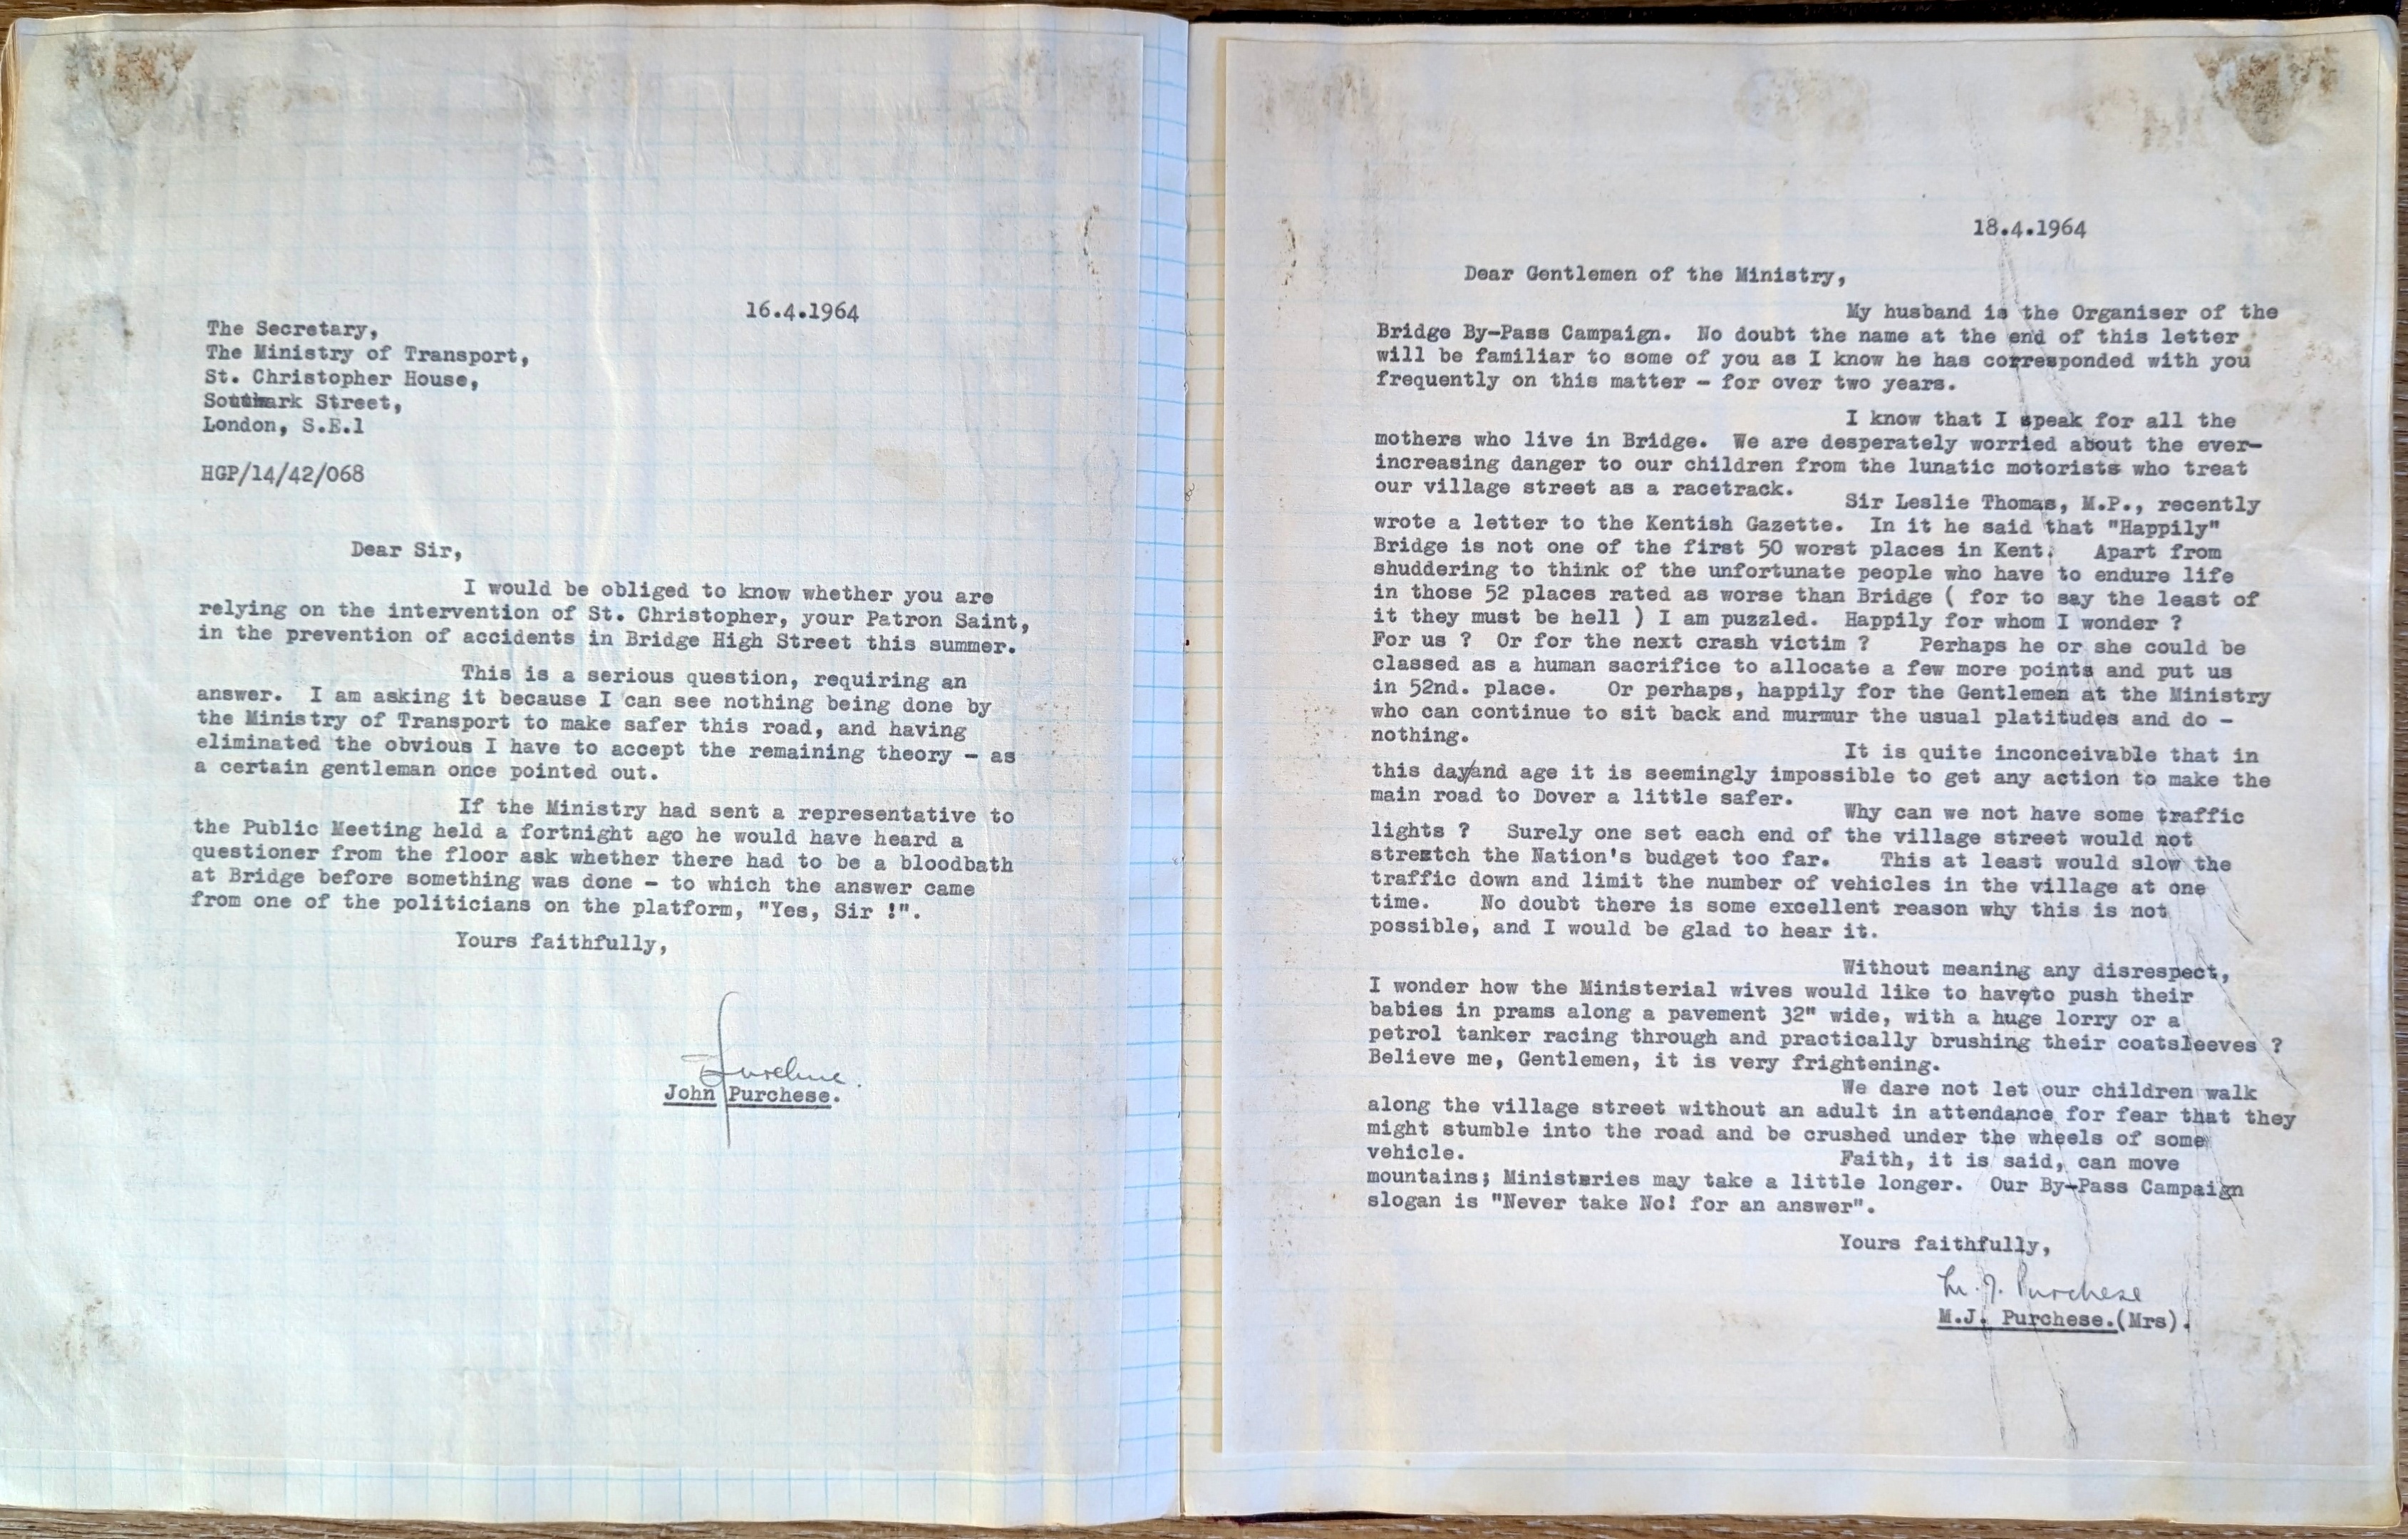 16.4.1964
The Secretary,
The Ministry of Transport,
St. Christopher House,
Southwark Street,
London, S.E.1
HGP/14/42/068
Dear Sir,
I would be obliged to know whether you are
relying on the intervention of St. Christopher, your Patron Saint,
in the prevention of accidents in Bridge High Street this summer.
This is a serious question, requiring an
answer. I am asking it because I can see nothing being done by
the Ministry of Transport to make safer this road, and having
eliminated the obvious I have to accept the remaining theory - as
a certain gentleman once pointed out.
If the Ministry had sent a representative to
the Public Meeting held a fortnight ago he would have heard a
questioner from the floor ask whether there had to be a bloodbath
at Bridge before something was done - to which the answer came
from one of the politicians on the platform, "Yes, Sir !".
Yours faithfully,
John Purchese.
18.4.1964
Dear Gentlemen of the Ministry,
My husband is the Organiser of the
Bridge By-Pass Campaign. No doubt the name at the end of this letter
will be familiar to some of you as I know he has corresponded with you
frequently on this matter - for over two years.
I know that I speak for all the
mothers who live in Bridge. We are desperately worried about the ever-
increasing danger to our children from the lunatic motorists who treat
our village street as a racetrack.
Sir Leslie Thomas, M.P., recently
wrote a letter to the Kentish Gazette. In it he said that "Happily"
Bridge is not one of the first 50 worst places in Kent. Apart from
shuddering to think of the unfortunate people who have to endure life
in those 52 places rated as worse than Bridge ( for to say the least of
it they must be hell ) I am puzzled. Happily for whom I wonder ?
For us ? Or for the next crash victim ? Perhaps he or she could be
classed as a human sacrifice to allocate a few more points and put us
in 52nd. place. Or perhaps, happily for the Gentlemen at the Ministry
who can continue to sit back and murmur the usual platitudes and do -
nothing.
It is quite inconceivable that in
this day/and age it is seemingly impossible to get any action to make the
main road to Dover a little safer.
Why can we not have some traffic
lights ? Surely one set each end of the village street would not
stretch the Nation's budget too far. This at least would slow the
traffic down and limit the number of vehicles in the village at one
time. No doubt there is some excellent reason why this is not
possible, and I would be glad to hear it.
Without meaning any disrespect,
I wonder how the Ministerial wives would like to have/to push their
babies in prams along a pavement 32" wide, with a huge lorry or a
petrol tanker racing through and practically brushing their coatsleeves ?
Believe me, Gentlemen, it is very frightening.
We dare not let our children walk
along the village street without an adult in attendance for fear that they
might stumble into the road and be crushed under the wheels of some
vehicle.
Faith, it is said, can move
mountains; Ministeries may take a little longer. Our By-Pass Campaign
slogan is "Never take No! for an answer".
Yours faithfully,
M. J. Purchese
M.J. Purchese.(Mrs).